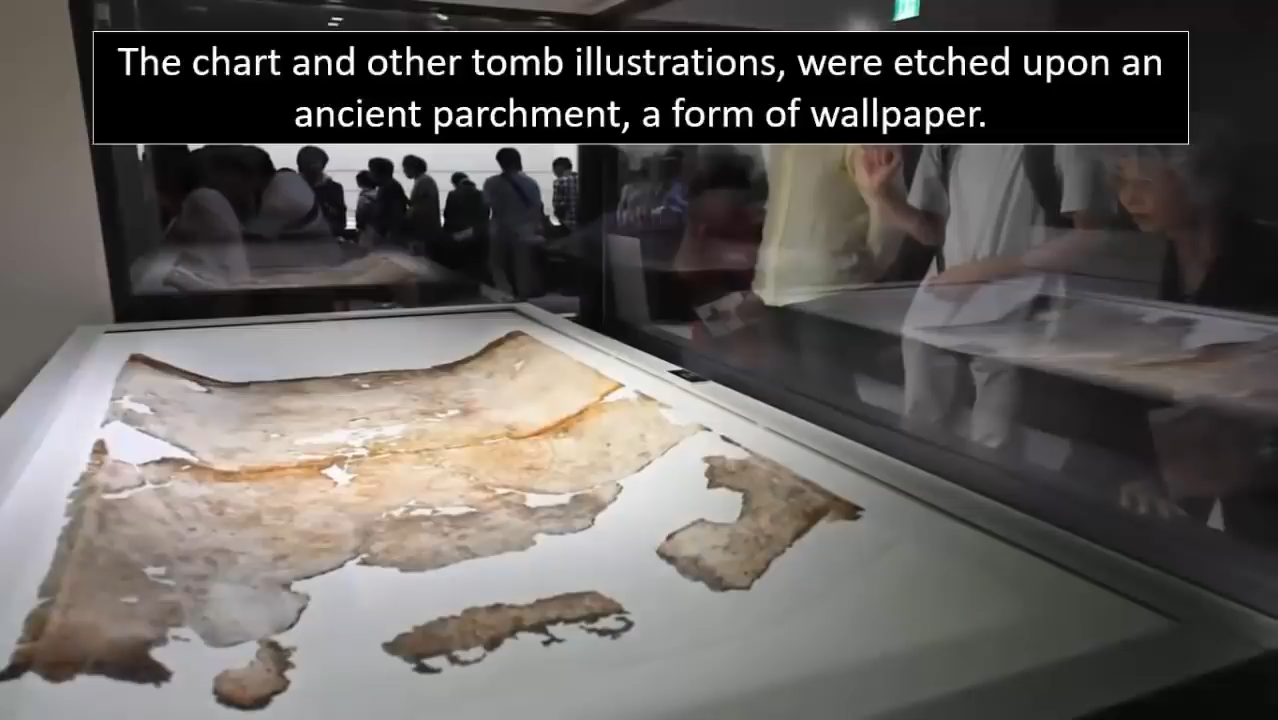 The chart and other tomb illustrations, were etched upon an
ancient parchment, a form of wallpaper.